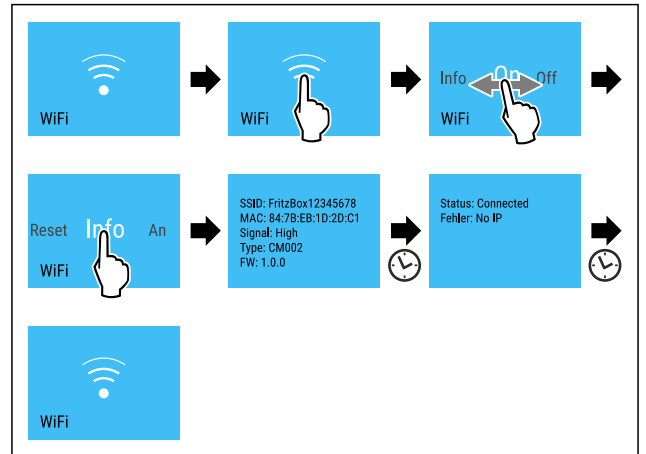 WiFi
WiFi
Info On Off
WiFi
Reset Info An
WiFi
SSID: FritzBox12345678
MAC: 84:7B:EB:1D:2D:C1
Signal: High
Type: CM002
FW: 1.0.0
Status: Connected
Fehler: No IP
WiFi